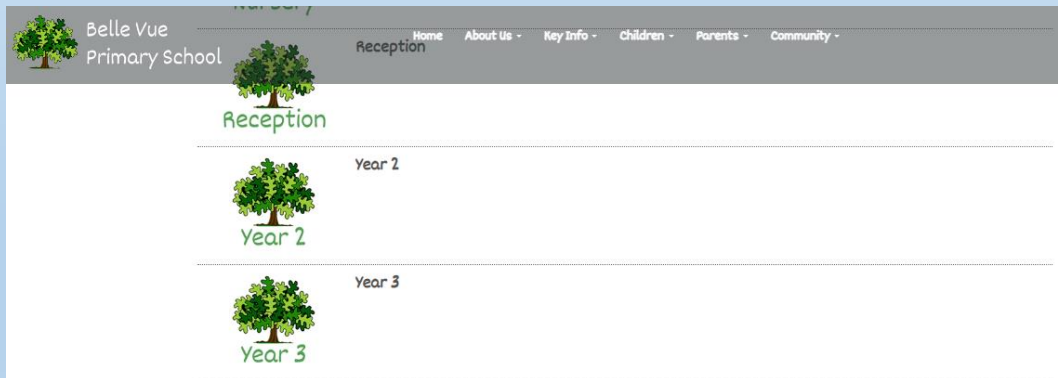 Nursery
Belle Vue
Primary School
Home About Us Key Info Children Parents Community
Reception
Reception
Year 2
Year 2
Year 3
Year 3